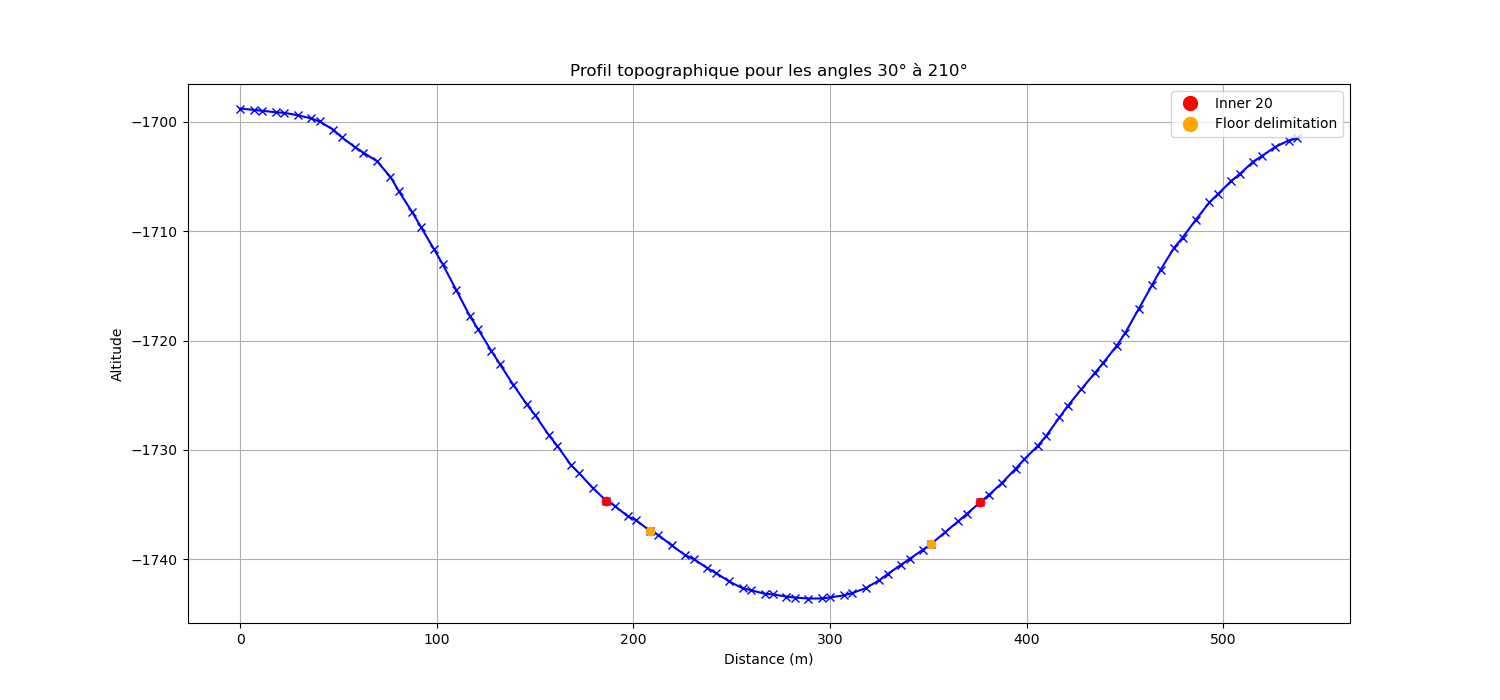 Profil topographique pour les angles 30° à 210°
Inner 20
Floor delimitation
−1700
−1710
−1720
−1730
−1740
Altitude
0
100
200
300
400
500
Distance (m)